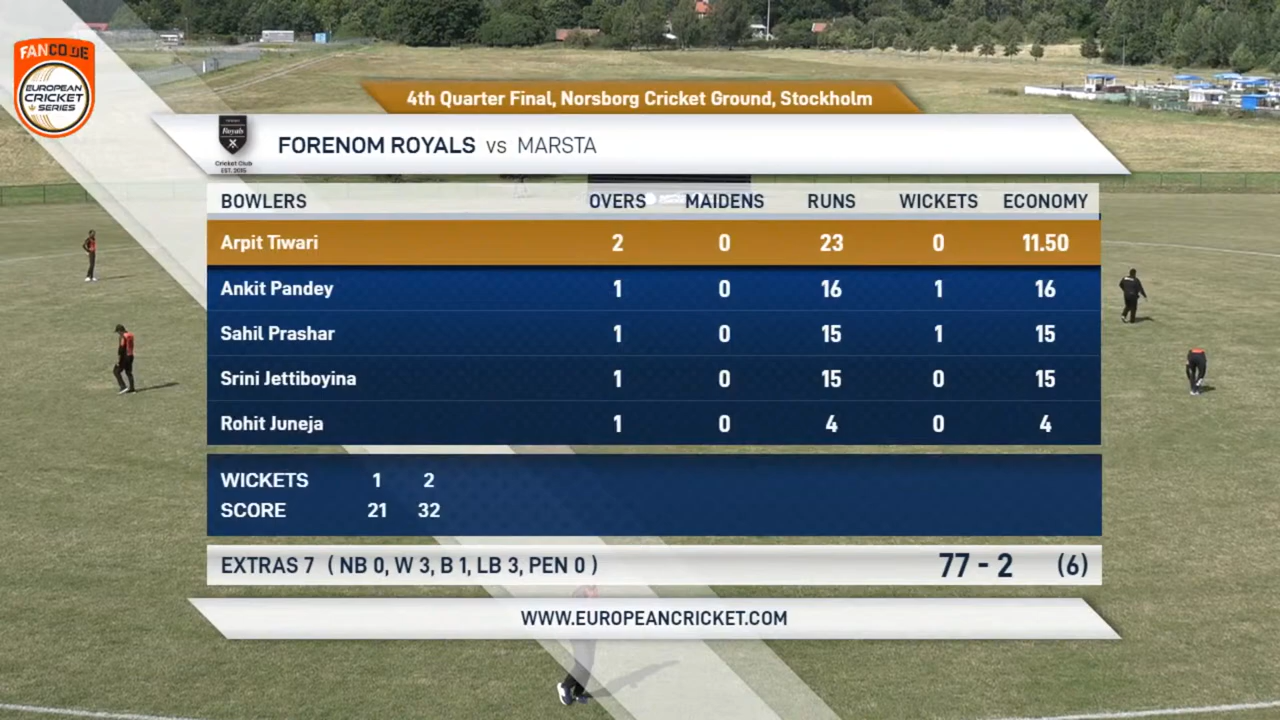 FANCODE
EUROPEAN
CRICKET
SERIES
4th Quarter Final, Norsborg Cricket Ground, Stockholm
Royals
Cricket Club
EST. 2015
FORENOM ROYALS vs MARSTA
BOWLERS OVERS MAIDENS RUNS WICKETS ECONOMY
Arpit Tiwari 2 0 23 0 11.50
Ankit Pandey 1 0 16 1 16
Sahil Prashar 1 0 15 1 15
Srini Jettiboyina 1 0 15 0 15
Rohit Juneja 1 0 4 0 4
WICKETS 1 2
SCORE 21 32
EXTRAS 7 ( NB 0, W 3, B 1, LB 3, PEN 0 ) 77 - 2 (6)
WWW.EUROPEANCRICKET.COM